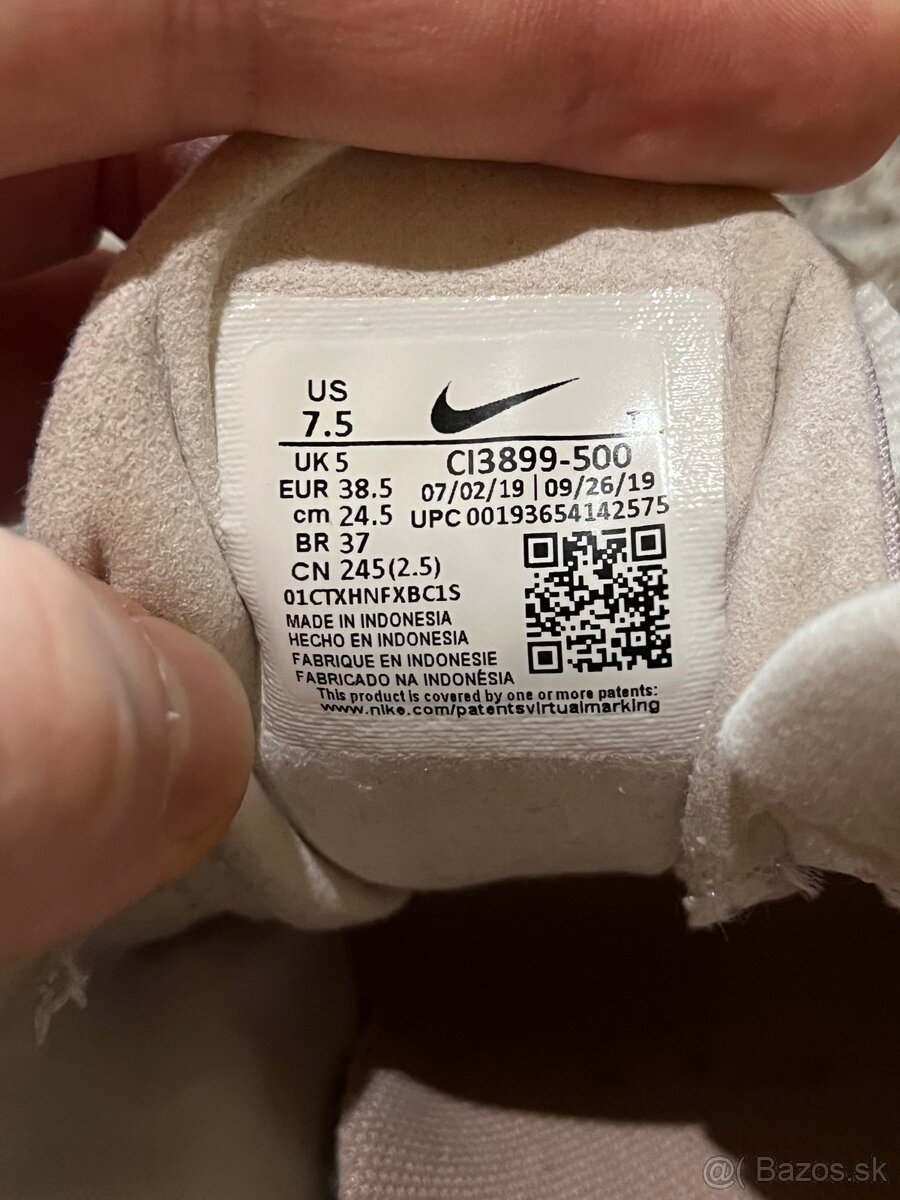 US
7.5
T
UK 5
EUR 38.5
cm 24.5
BR 37
CN 245(2.5)
CI3899-500
07/02/19 | 09/26/19
UPC 00193654142575
01CTXHNFXBC1S
MADE IN INDONESIA
HECHO EN INDONESIA
FABRIQUE EN INDONESIE
FABRICADO NA INDONÉSIA
This product is covered by one or more patents:
www.nike.com/patentsvirtualmarking
@( Bazos.sk